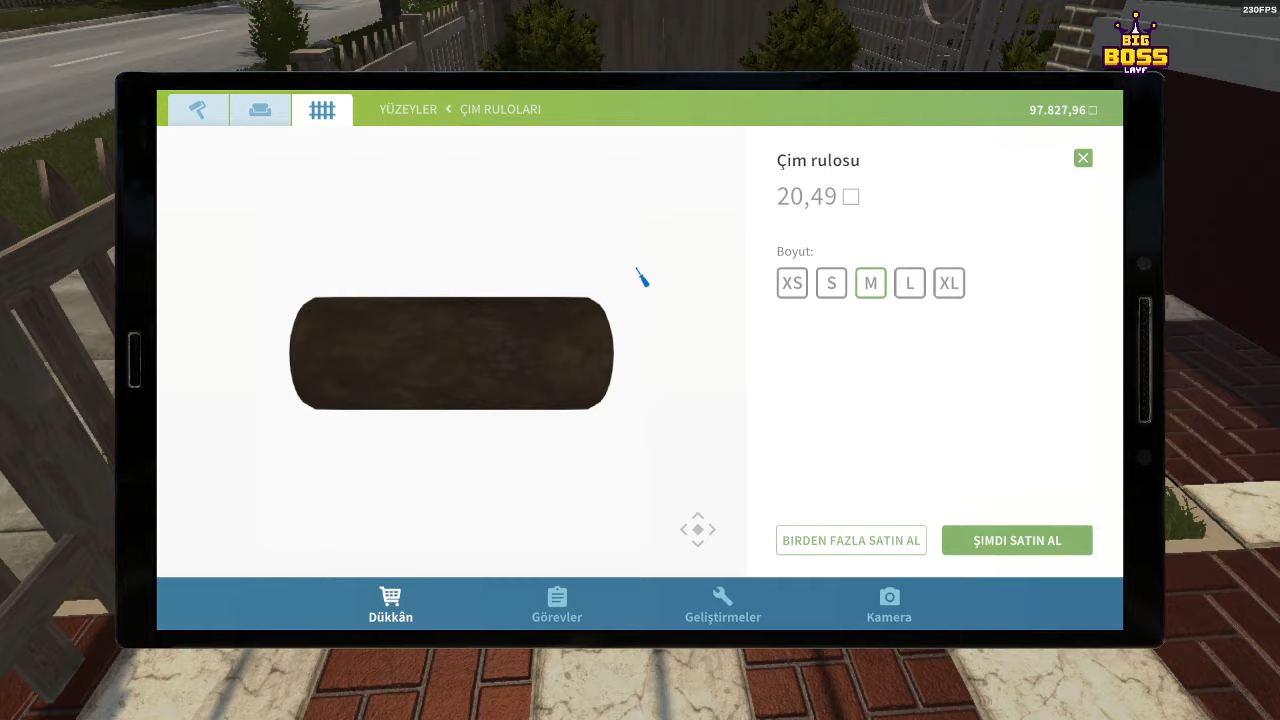 230FPS
BIG
BOSS
LAYF
YÜZEYLER < ÇIM RULOLARI
97.827,96 □
Çim rulosu
20,49 □
Boyut:
XS S M L XL
BIRDEN FAZLA SATIN AL
ŞIMDI SATIN AL
Dükkân
Görevler
Geliştirmeler
Kamera